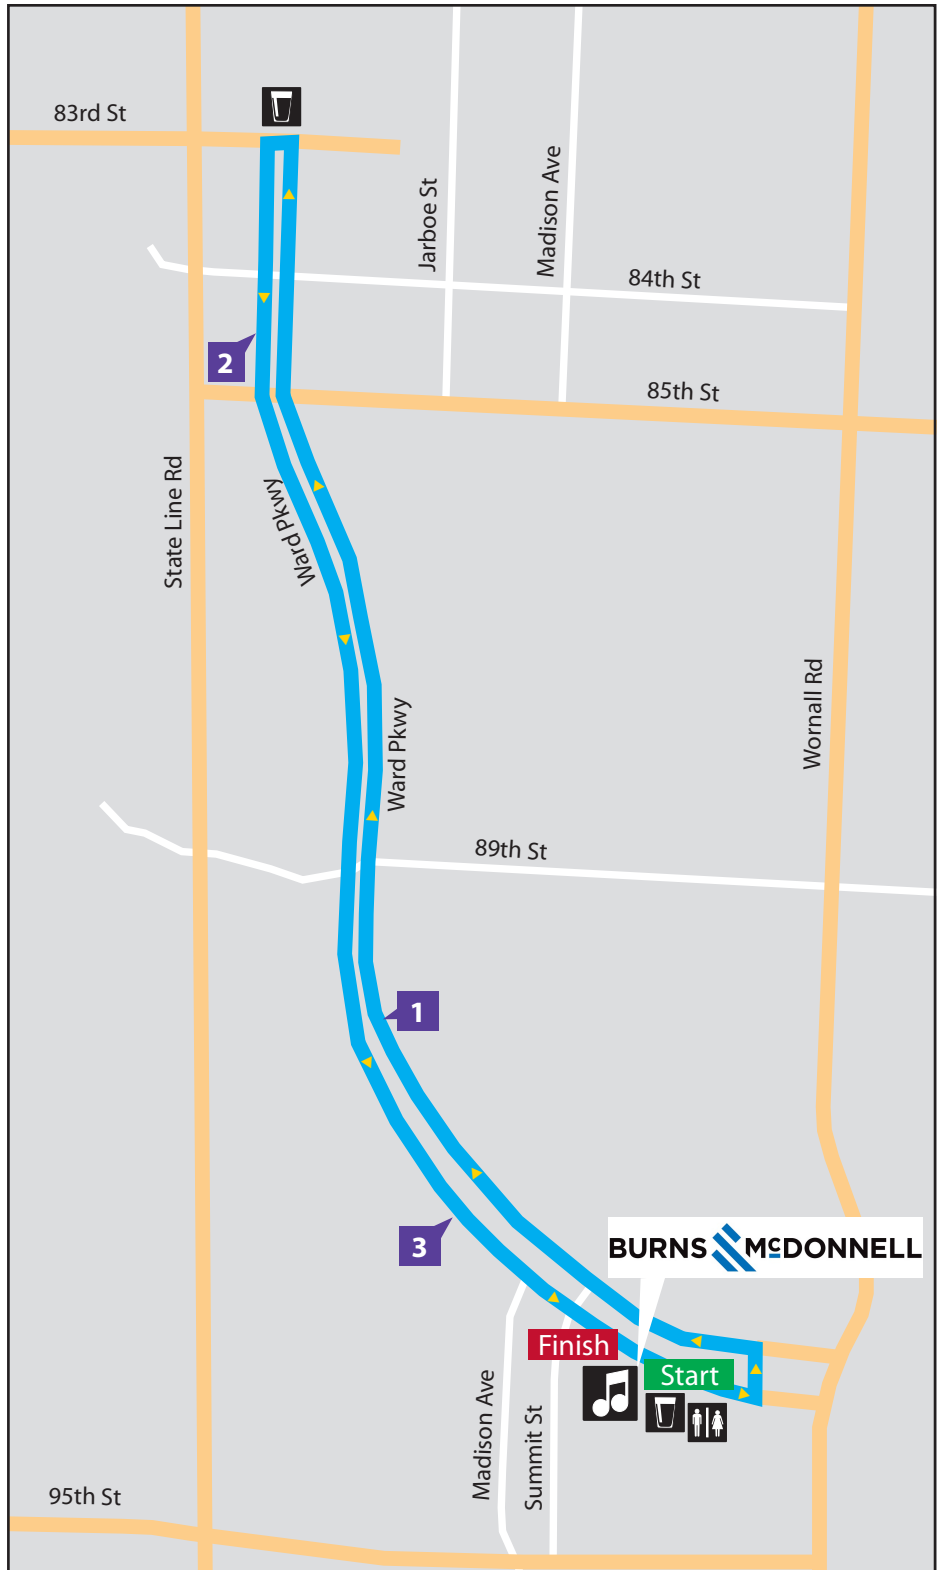 83rd St
Jarboe St
Madison Ave
84th St
2
85th St
State Line Rd
Ward Pkwy
Wornall Rd
Ward Pkwy
89th St
1
3
BURNS McDONNELL
Finish
Start
Madison Ave
Summit St
95th St